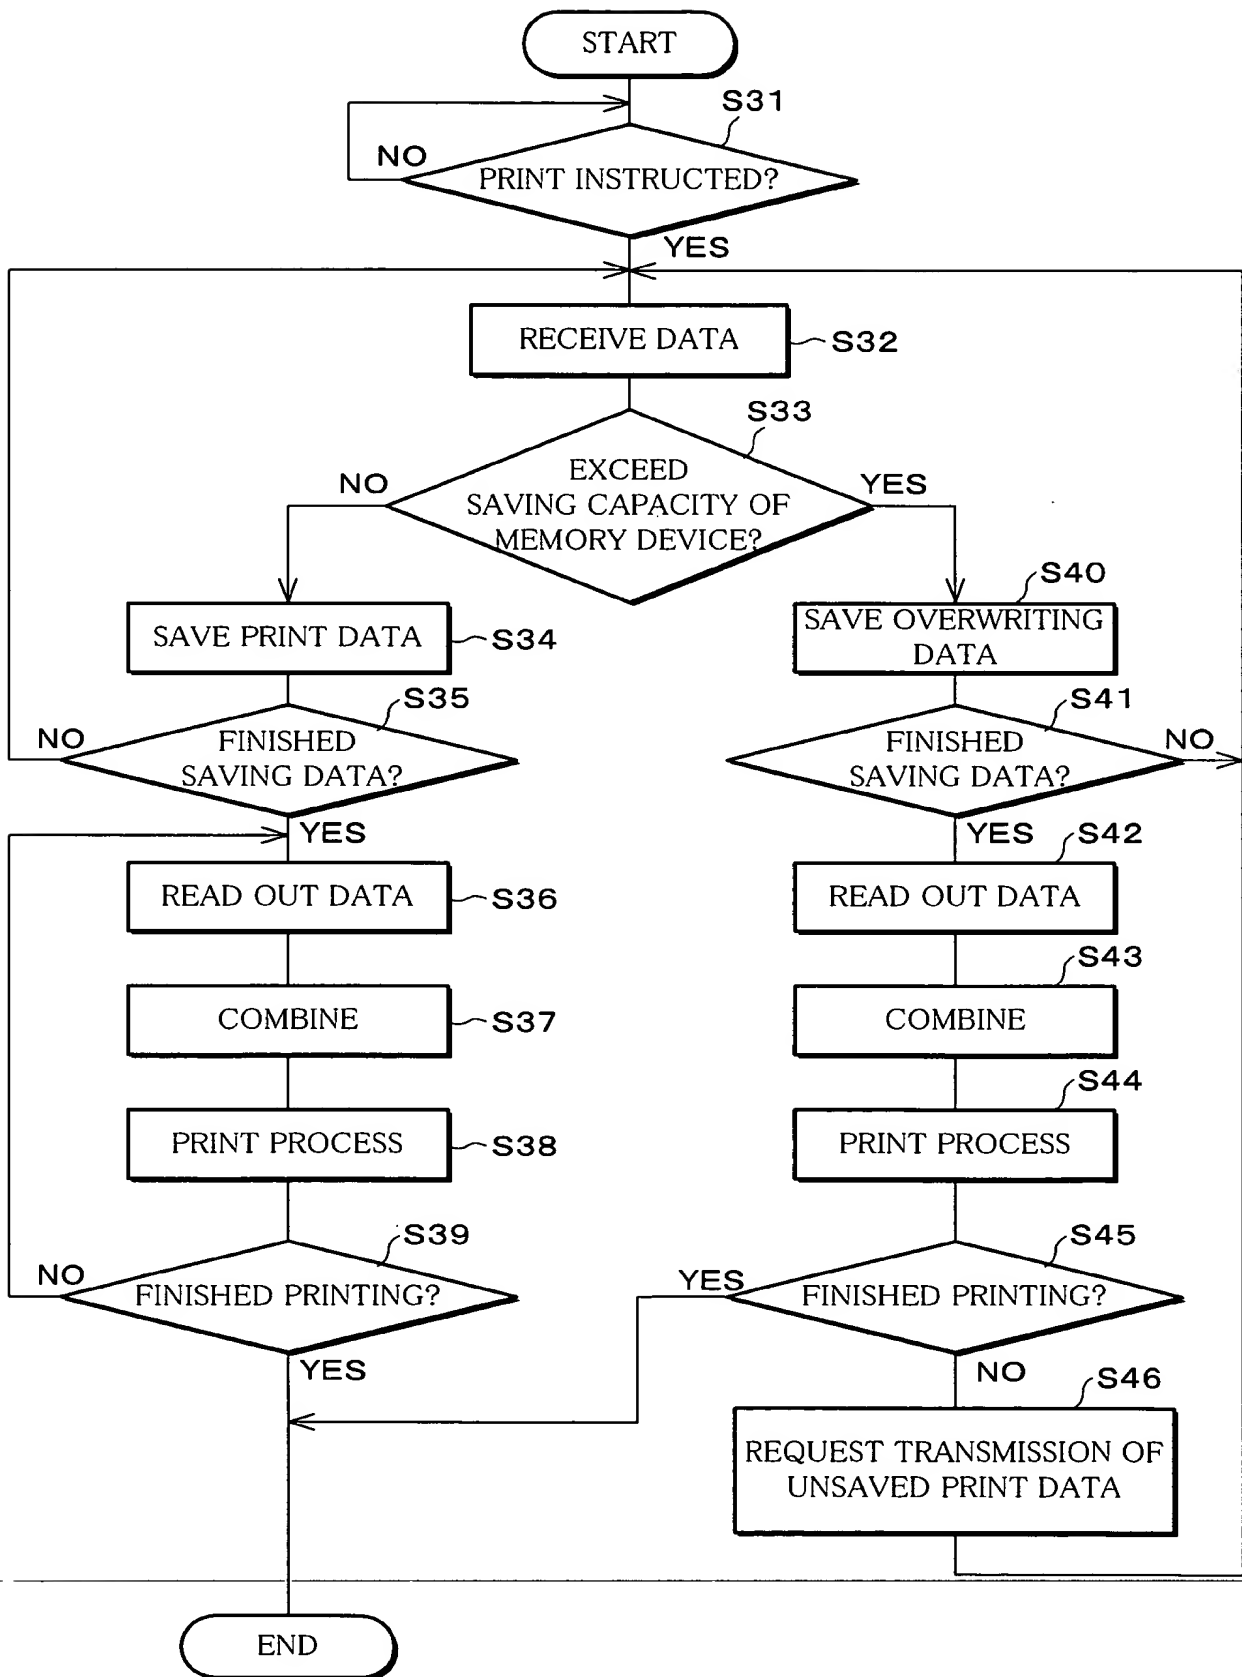 START
S31
NO
PRINT INSTRUCTED?
YES
RECEIVE DATA
S32
S33
NO
EXCEED
SAVING CAPACITY OF
MEMORY DEVICE?
YES
SAVE PRINT DATA
S34
S40
SAVE OVERWRITING
DATA
S35
NO
FINISHED
SAVING DATA?
YES
S41
FINISHED
SAVING DATA?
NO
YES
READ OUT DATA
S36
S42
READ OUT DATA
COMBINE
S37
S43
COMBINE
PRINT PROCESS
S38
S44
PRINT PROCESS
S39
NO
FINISHED PRINTING?
YES
S45
YES
FINISHED PRINTING?
NO
S46
REQUEST TRANSMISSION OF
UNSAVED PRINT DATA
END